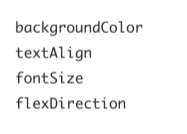 backgroundColor
textAlign
fontSize
flexDirection